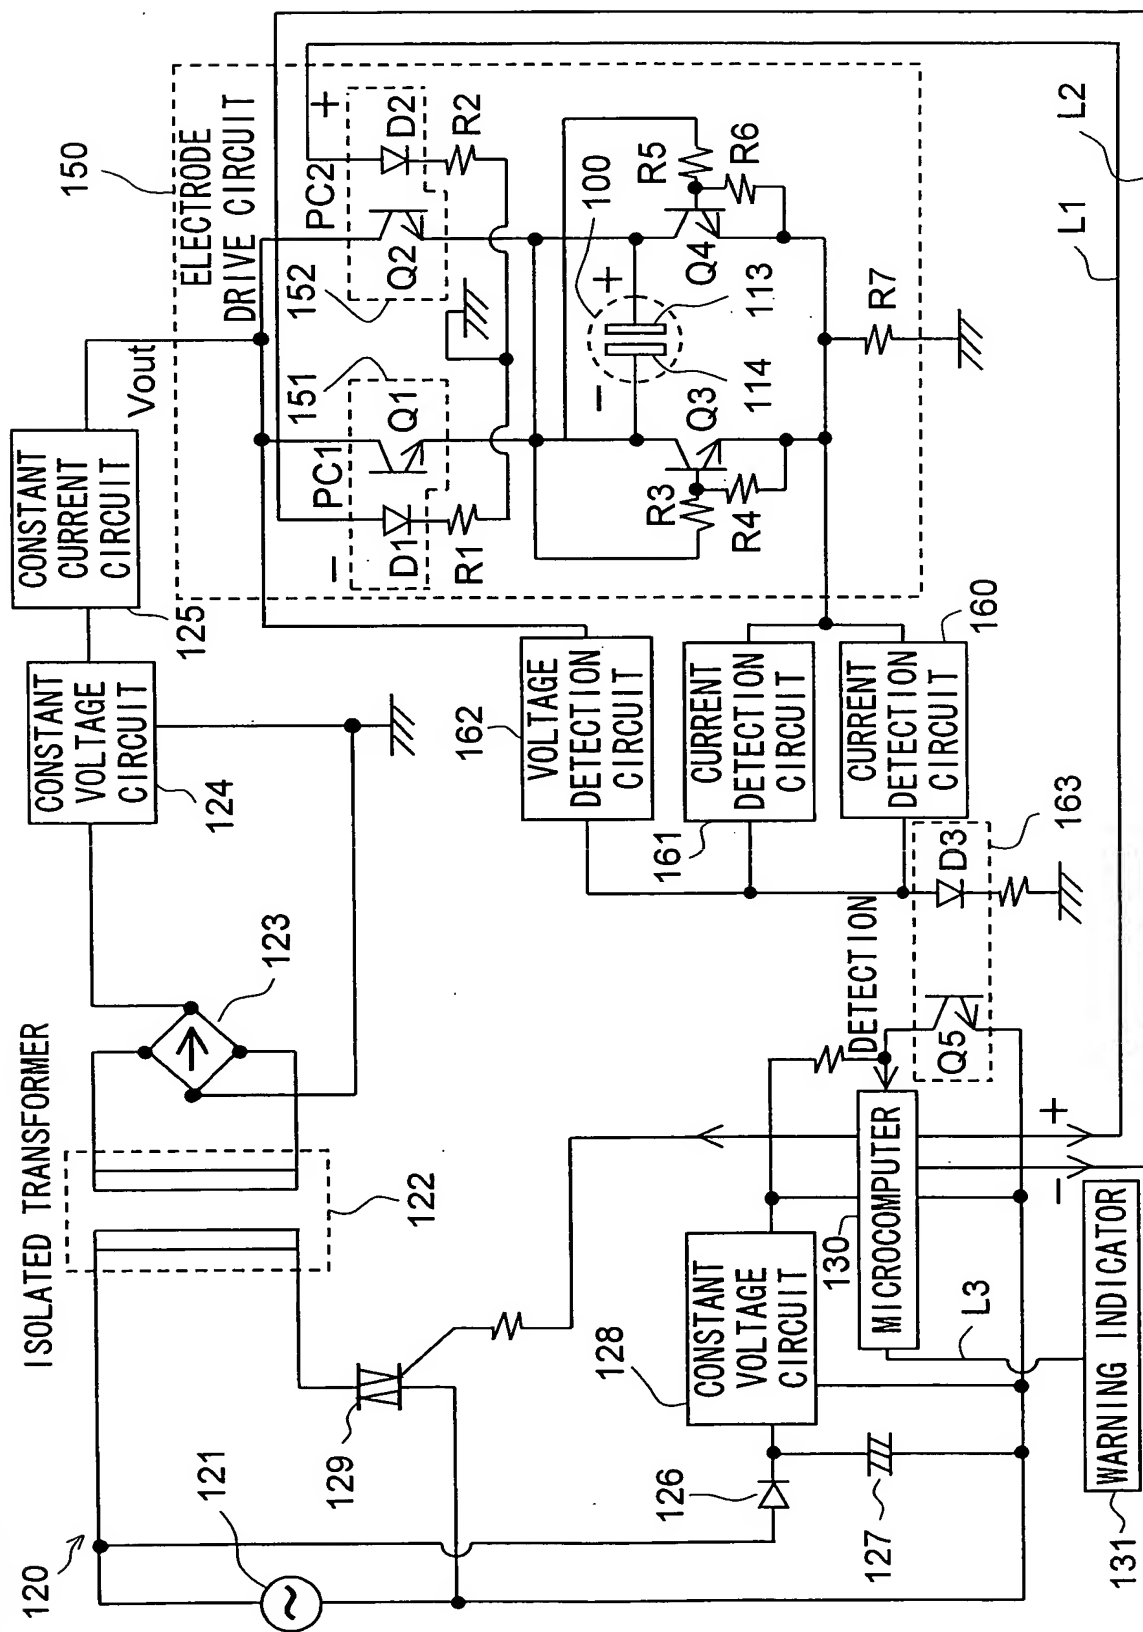 ISOLATED TRANSFORMER
120
121
122
123
CONSTANT
VOLTAGE
CIRCUIT
124
CONSTANT
CURRENT
CIRCUIT
125
Vout
ELECTRODE
DRIVE CIRCUIT
150
129
126
127
CONSTANT
VOLTAGE
CIRCUIT
128
MICROCOMPUTER
130
DETECTION
Q5
D3
163
WARNING INDICATOR
131
L3
+
−
VOLTAGE
DETECTION
CIRCUIT
162
CURRENT
DETECTION
CIRCUIT
161
CURRENT
DETECTION
CIRCUIT
160
−
PC1
D1
Q1
R1
151
152
+
PC2
D2
Q2
R2
100
−
+
114
113
Q3
R3
R4
Q4
R5
R6
R7
L1
L2